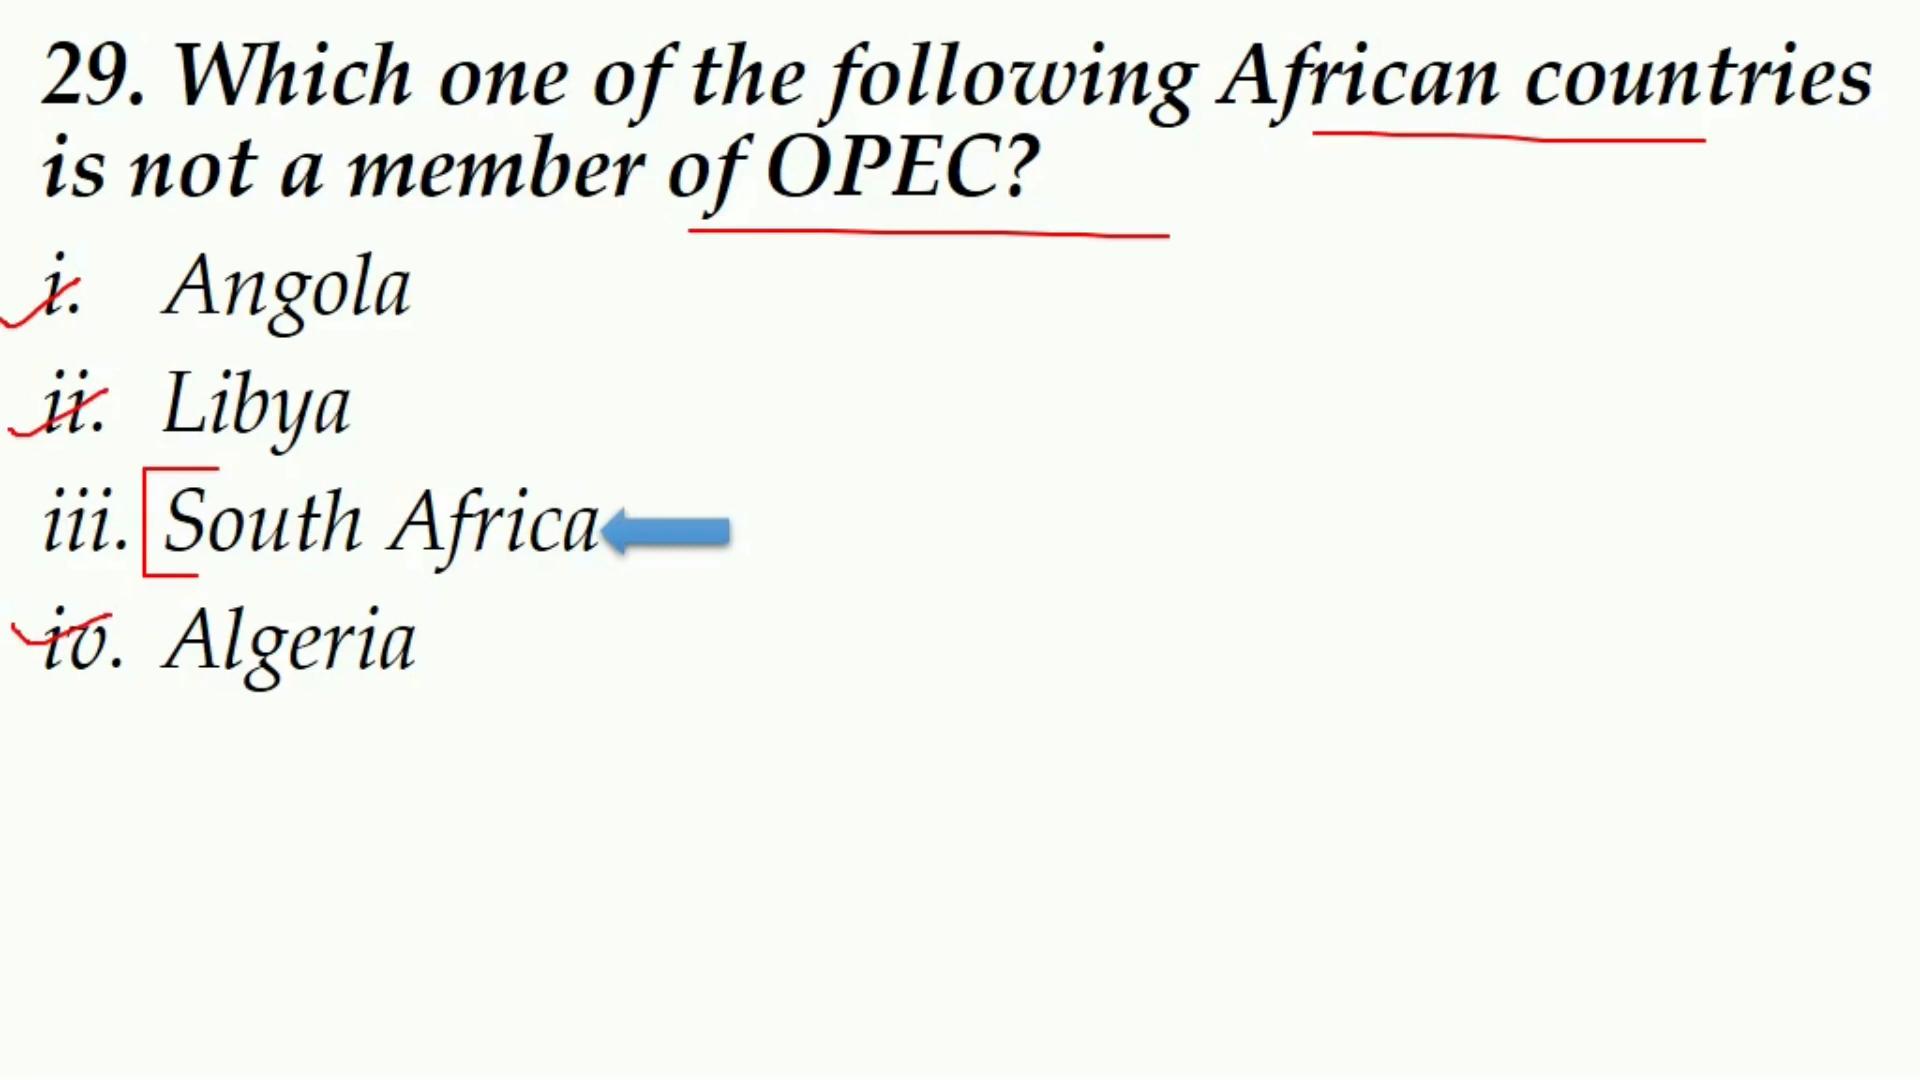 29. Which one of the following African countries
is not a member of OPEC?
i. Angola
ii. Libya
iii. South Africa
iv. Algeria